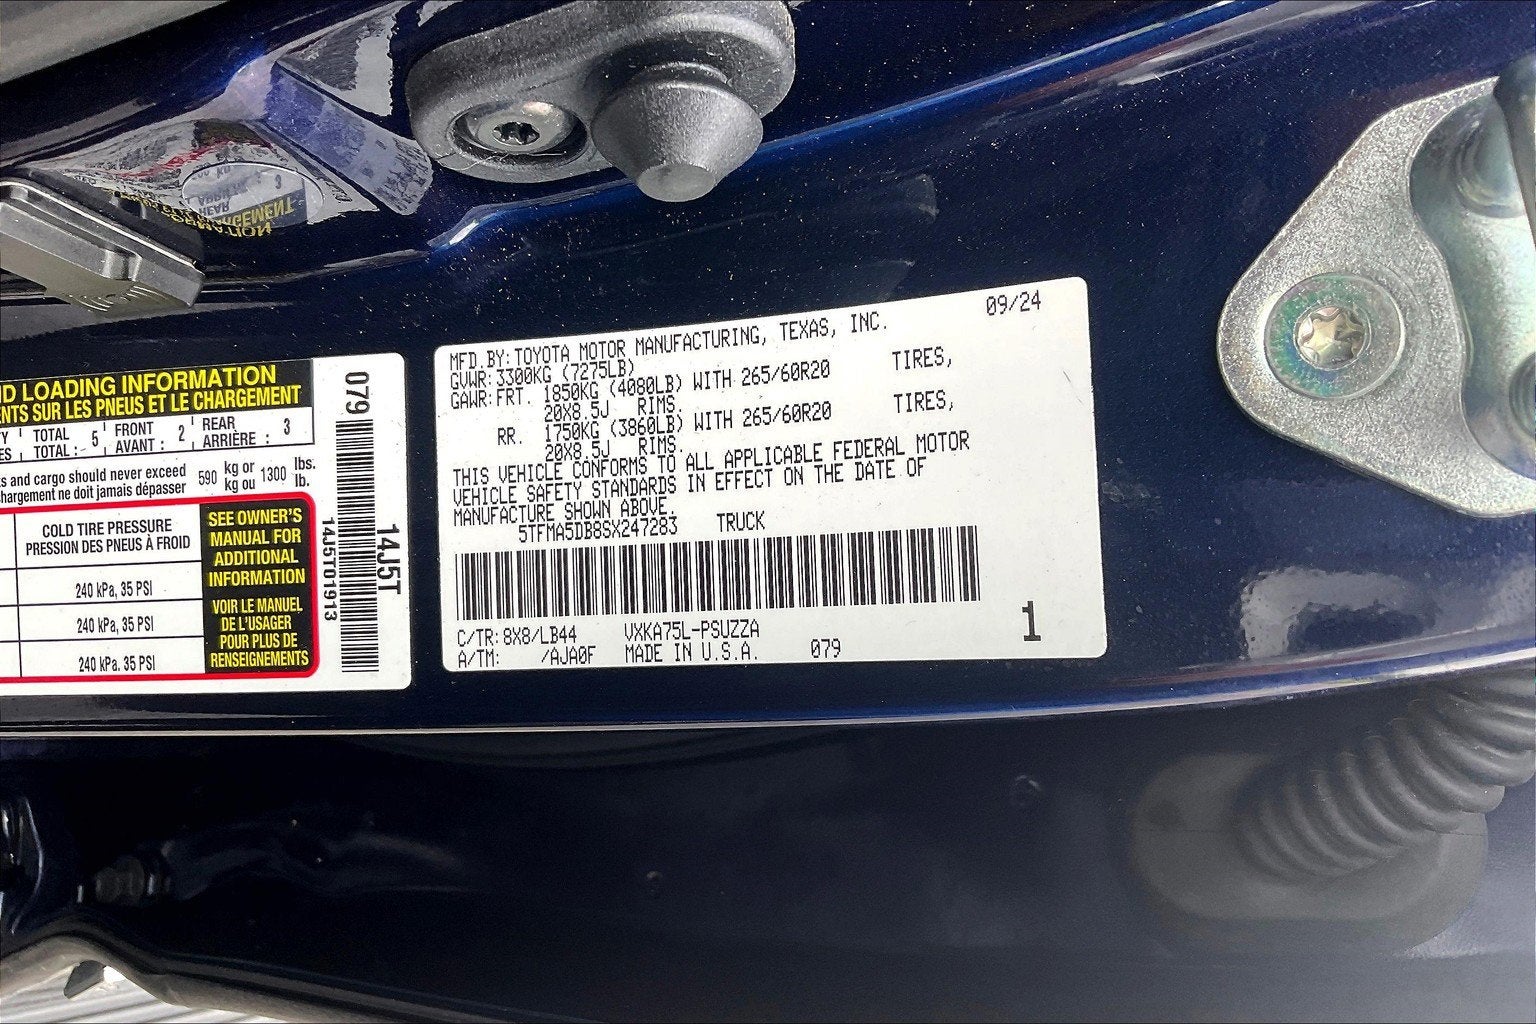 ND LOADING INFORMATION
ENTS SUR LES PNEUS ET LE CHARGEMENT
TOTAL 5 FRONT 2 REAR 3
TOTAL : AVANT : ARRIÈRE :
and cargo should never exceed 590 kg or 1300 lbs.
chargement ne doit jamais dépasser kg ou lb.
COLD TIRE PRESSURE
PRESSION DES PNEUS À FROID
240 kPa, 35 PSI
240 kPa, 35 PSI
240 kPa. 35 PSI
SEE OWNER'S
MANUAL FOR
ADDITIONAL
INFORMATION
VOIR LE MANUEL
DE L'USAGER
POUR PLUS DE
RENSEIGNEMENTS
079
14J5T
14J5T01913
09/24
MFD. BY: TOYOTA MOTOR MANUFACTURING, TEXAS, INC.
GVWR: 3300KG (7275LB)
GAWR: FRT. 1850KG (4080LB) WITH 265/60R20 TIRES,
20X8.5J RIMS.
RR. 1750KG (3860LB) WITH 265/60R20 TIRES,
20X8.5J RIMS.
THIS VEHICLE CONFORMS TO ALL APPLICABLE FEDERAL MOTOR
VEHICLE SAFETY STANDARDS IN EFFECT ON THE DATE OF
MANUFACTURE SHOWN ABOVE.
5TFMA5DB8SX247283 TRUCK
C/TR: 8X8/LB44 VXKA75L-PSUZZA
A/TM: /AJA0F MADE IN U.S.A. 079
1